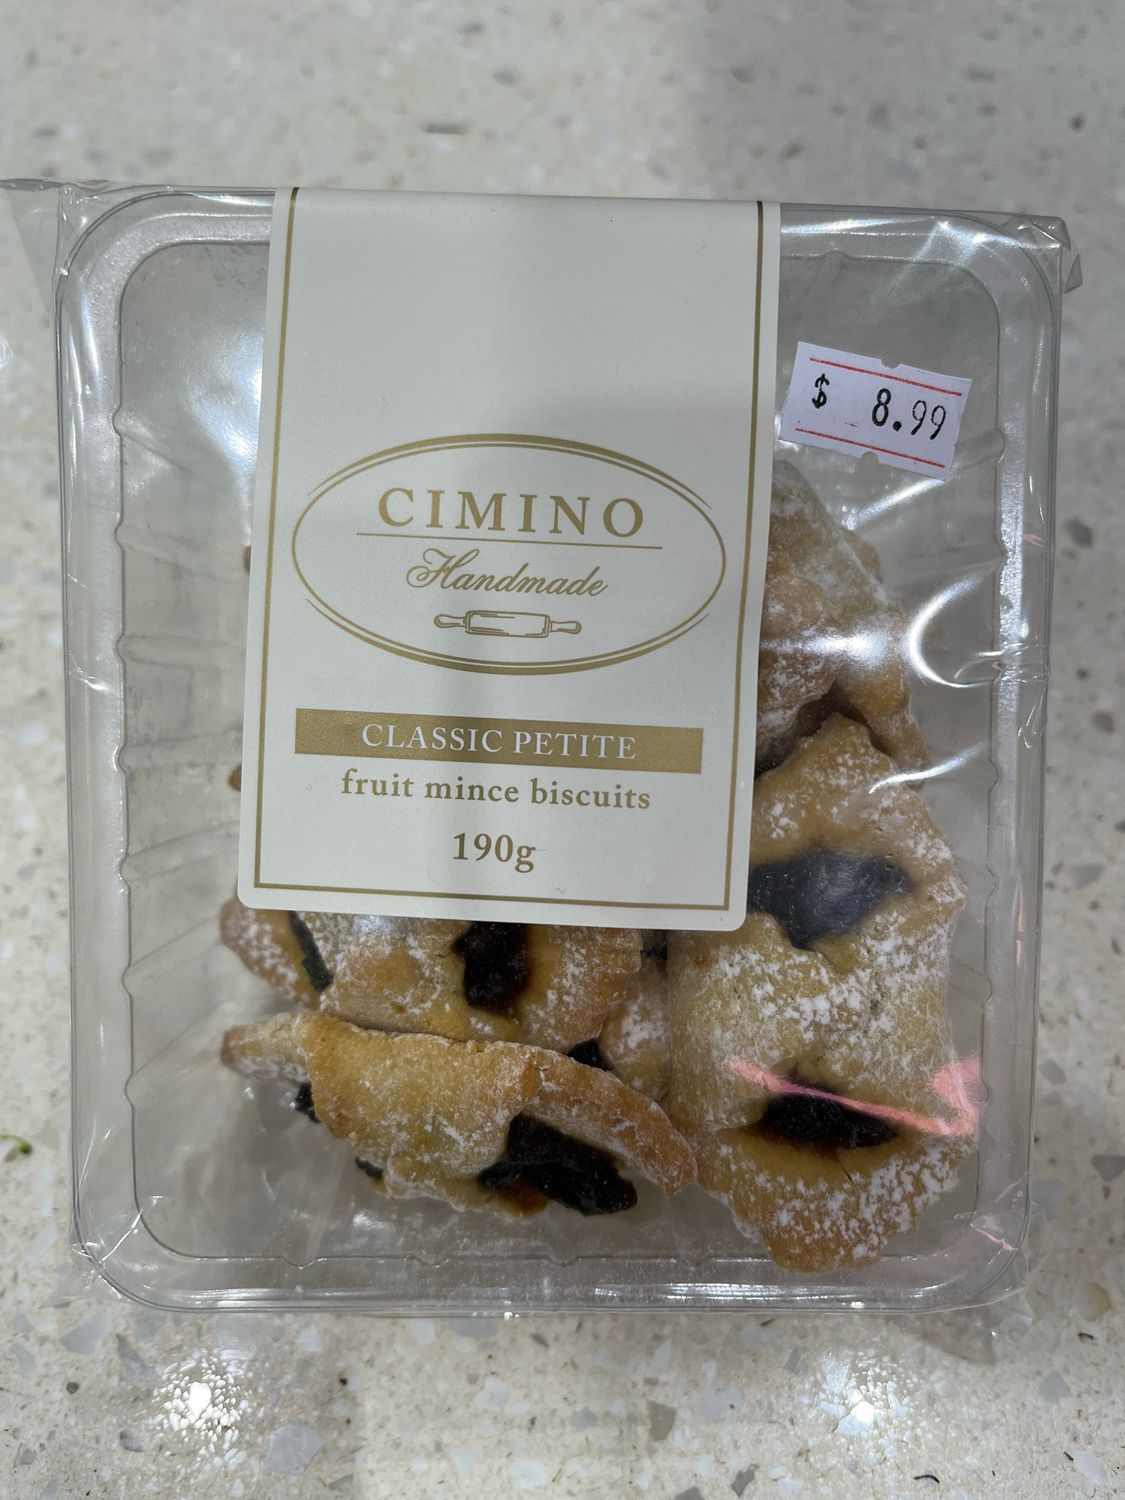 $ 8.99
CIMINO
Handmade
CLASSIC PETITE
fruit mince biscuits
190g